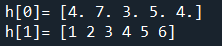 h[0]= [4. 7. 3. 5. 4.]
h[1]= [1 2 3 4 5 6]